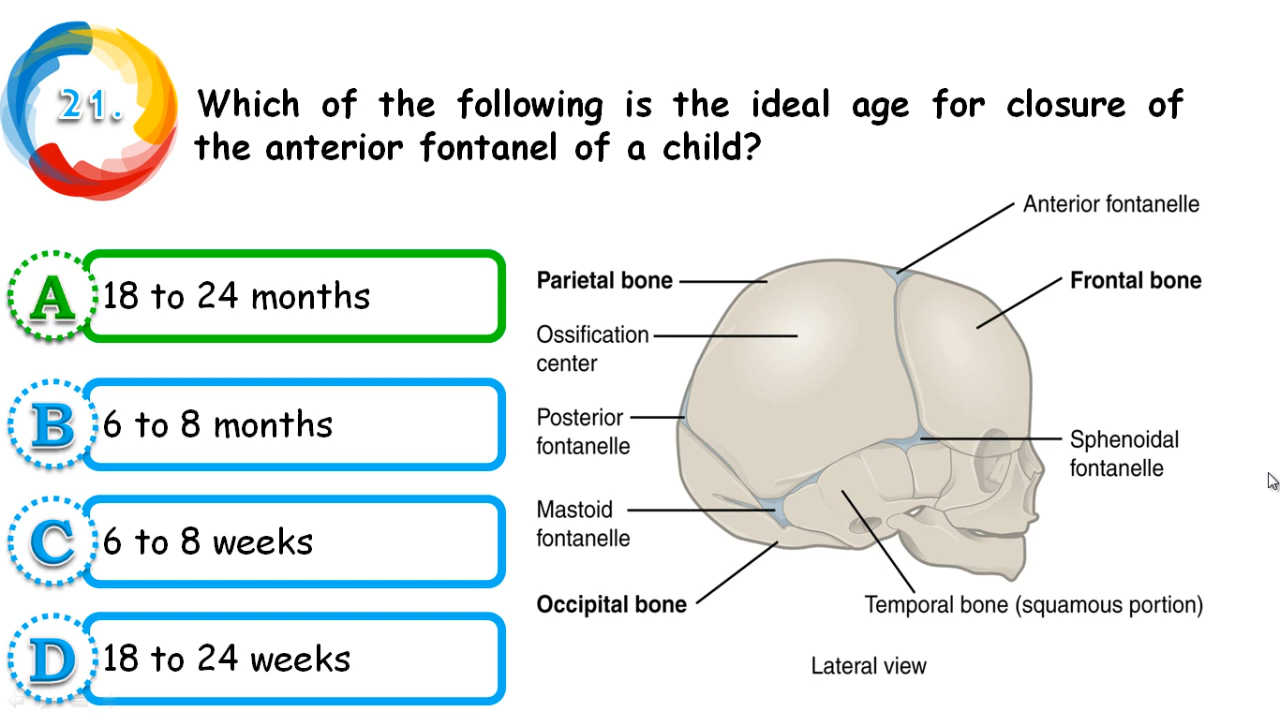 21.
Which of the following is the ideal age for closure of
the anterior fontanel of a child?
A 18 to 24 months
B 6 to 8 months
C 6 to 8 weeks
D 18 to 24 weeks
Anterior fontanelle
Parietal bone
Frontal bone
Ossification
center
Posterior
fontanelle
Sphenoidal
fontanelle
Mastoid
fontanelle
Occipital bone
Temporal bone (squamous portion)
Lateral view